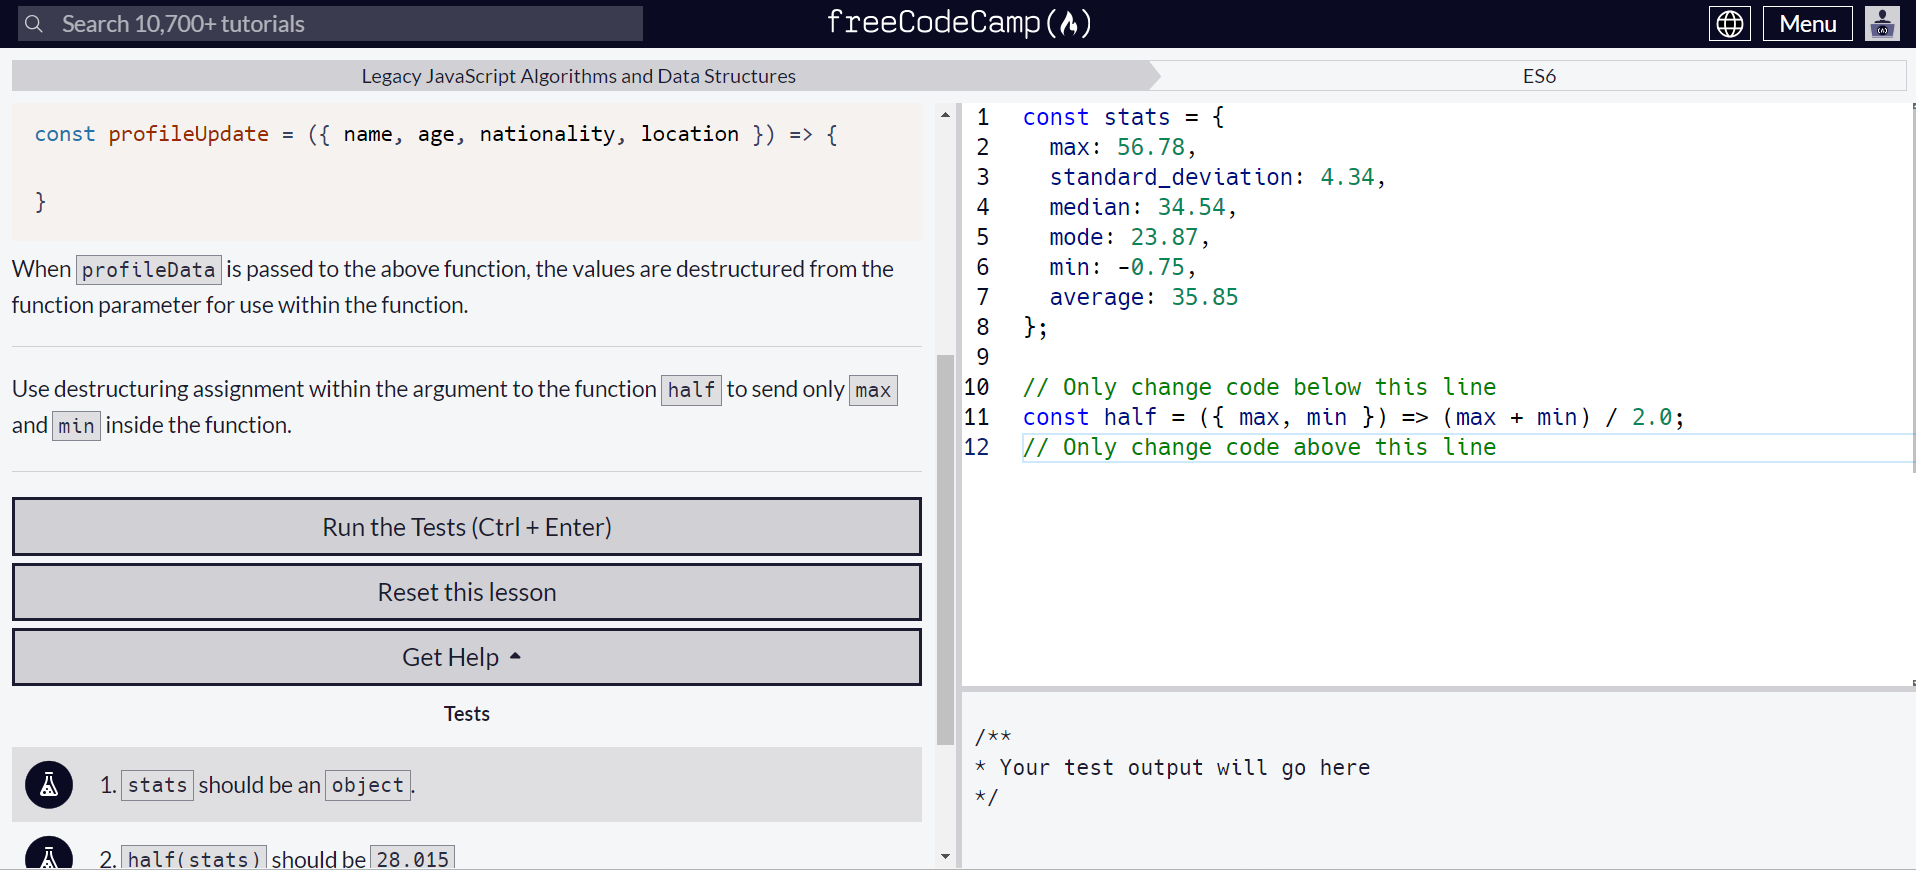 Search 10,700+ tutorials
freeCodeCamp
Menu
Legacy JavaScript Algorithms and Data Structures
ES6
const profileUpdate = ({ name, age, nationality, location }) => {
}
When profileData is passed to the above function, the values are destructured from the
function parameter for use within the function.
Use destructuring assignment within the argument to the function half to send only max
and min inside the function.
Run the Tests (Ctrl + Enter)
Reset this lesson
Get Help
Tests
1. stats should be an object.
2. half(stats) should be 28.015
1 const stats = {
2 max: 56.78,
3 standard_deviation: 4.34,
4 median: 34.54,
5 mode: 23.87,
6 min: -0.75,
7 average: 35.85
8 };
9
10 // Only change code below this line
11 const half = ({ max, min }) => (max + min) / 2.0;
12 // Only change code above this line
/**
* Your test output will go here
*/